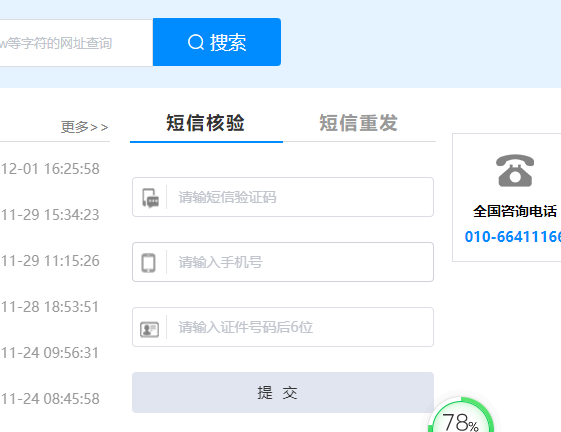 w等字符的网址查询
搜索
更多>>
短信核验
短信重发
12-01 16:25:58
11-29 15:34:23
11-29 11:15:26
11-28 18:53:51
11-24 09:56:31
11-24 08:45:58
请输短信验证码
请输入手机号
请输入证件号码后6位
提 交
全国咨询电话
010-66411166
78%